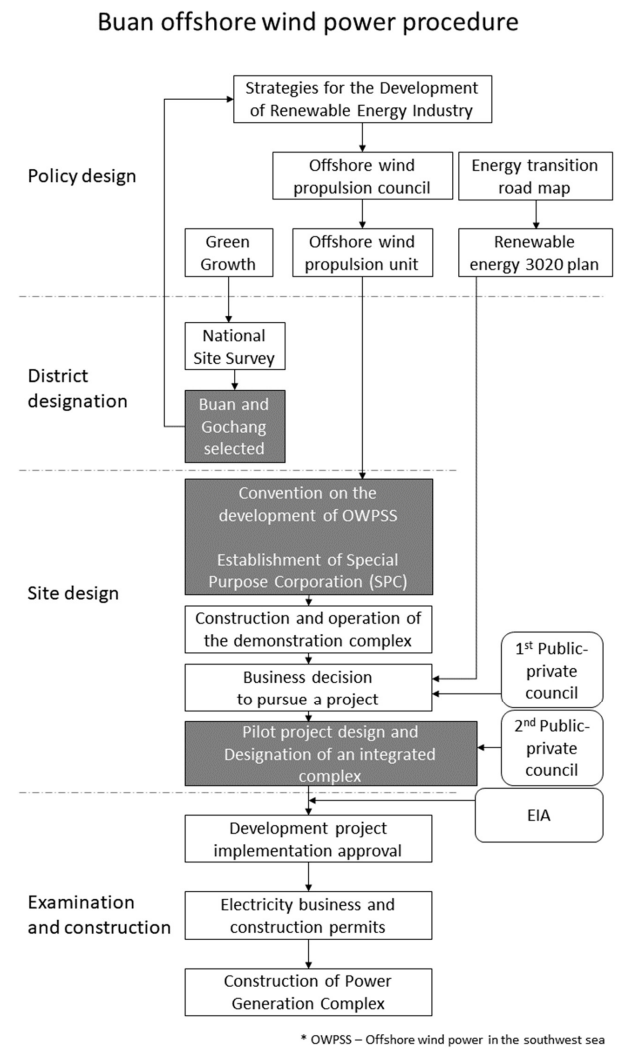 Buan offshore wind power procedure
Strategies for the Development
of Renewable Energy Industry
Policy design
Offshore wind
propulsion council
Energy transition
road map
Green
Growth
Offshore wind
propulsion unit
Renewable
energy 3020 plan
District
designation
National
Site Survey
Buan and
Gochang
selected
Site design
Convention on the
development of OWPSS
Establishment of Special
Purpose Corporation (SPC)
Construction and operation of
the demonstration complex
Business decision
to pursue a project
1st Public-
private
council
Pilot project design and
Designation of an integrated
complex
2nd Public-
private
council
EIA
Examination
and construction
Development project
implementation approval
Electricity business and
construction permits
Construction of Power
Generation Complex
* OWPSS – Offshore wind power in the southwest sea